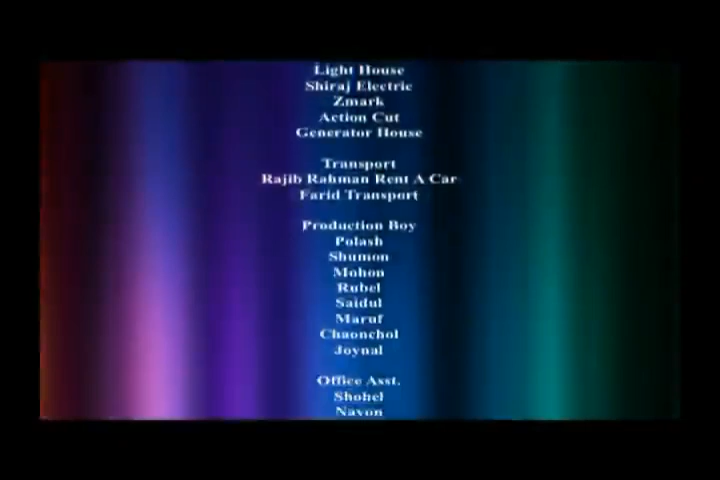 Light House
Shiraj Electric
Zmark
Action Cut
Generator House
Transport
Rajib Rahman Rent A Car
Farid Transport
Production Boy
Polash
Shumon
Mohon
Rubel
Saidul
Maruf
Chaonchol
Joynal
Office Asst.
Shohel
Nayon